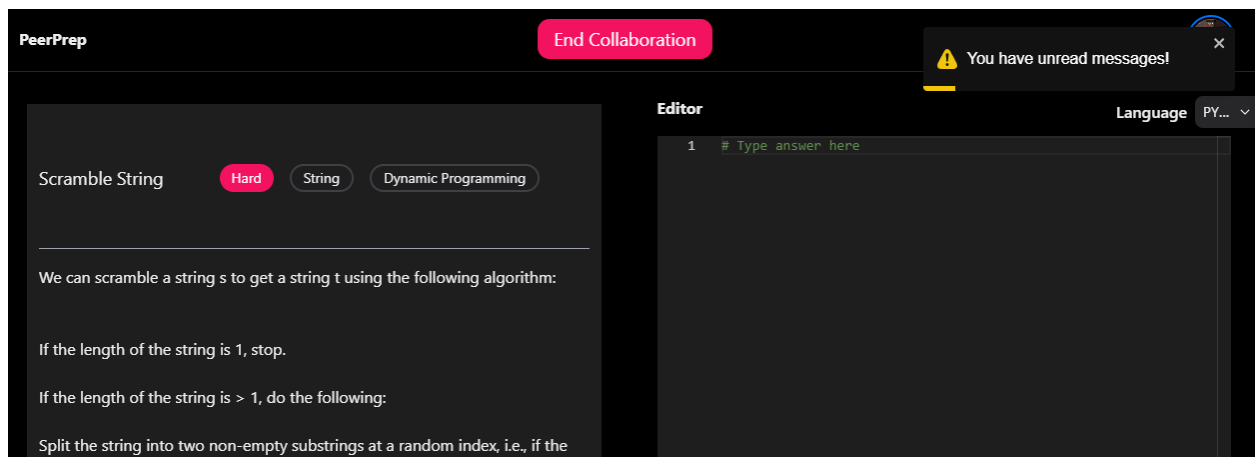 PeerPrep
End Collaboration
You have unread messages!
Editor
Language PY...
Scramble String Hard String Dynamic Programming
1 # Type answer here
We can scramble a string s to get a string t using the following algorithm:
If the length of the string is 1, stop.
If the length of the string is > 1, do the following:
Split the string into two non-empty substrings at a random index, i.e., if the